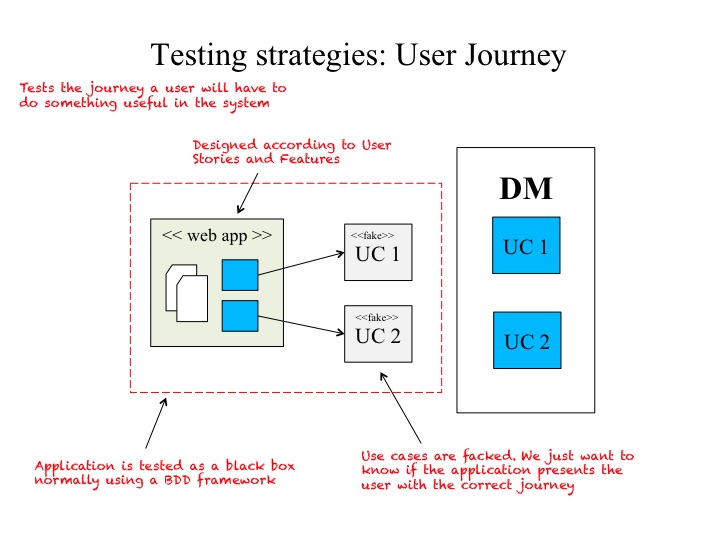 Testing strategies: User Journey
Tests the journey a user will have to
do something useful in the system
Designed according to User
Stories and Features
<< web app >>
<<fake>>
UC 1
<<fake>>
UC 2
DM
UC 1
UC 2
Application is tested as a black box
normally using a BDD framework
Use cases are facked. We just want to
know if the application presents the
user with the correct journey